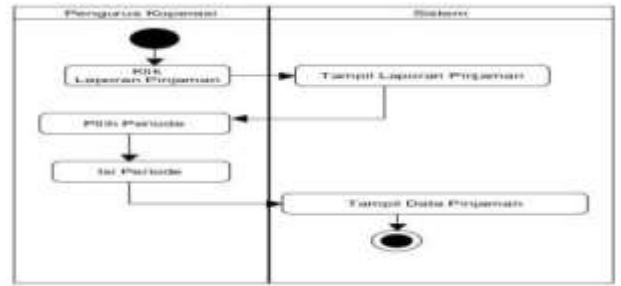 Pengurus Koperasi
Sistem
Klik
Laporan Pinjaman
Tampil Laporan Pinjaman
Pilih Periode
Isi Periode
Tampil Data Pinjaman